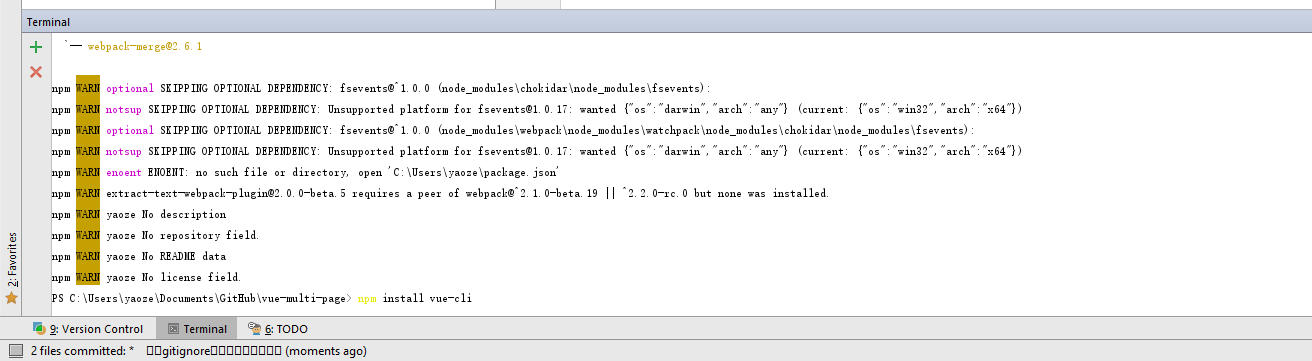 Terminal
`── webpack-merge@2.6.1
npm WARN optional SKIPPING OPTIONAL DEPENDENCY: fsevents@^1.0.0 (node_modules\chokidar\node_modules\fsevents):
npm WARN notsup SKIPPING OPTIONAL DEPENDENCY: Unsupported platform for fsevents@1.0.17: wanted {"os":"darwin","arch":"any"} (current: {"os":"win32","arch":"x64"})
npm WARN optional SKIPPING OPTIONAL DEPENDENCY: fsevents@^1.0.0 (node_modules\webpack\node_modules\watchpack\node_modules\chokidar\node_modules\fsevents):
npm WARN notsup SKIPPING OPTIONAL DEPENDENCY: Unsupported platform for fsevents@1.0.17: wanted {"os":"darwin","arch":"any"} (current: {"os":"win32","arch":"x64"})
npm WARN enoent ENOENT: no such file or directory, open 'C:\Users\yaoze\package.json'
npm WARN extract-text-webpack-plugin@2.0.0-beta.5 requires a peer of webpack@^2.1.0-beta.19 || ^2.2.0-rc.0 but none was installed.
npm WARN yaoze No description
npm WARN yaoze No repository field.
npm WARN yaoze No README data
npm WARN yaoze No license field.
PS C:\Users\yaoze\Documents\GitHub\vue-multi-page> npm install vue-cli
2: Favorites
9: Version Control Terminal 6: TODO
2 files committed: * gitignore (moments ago)